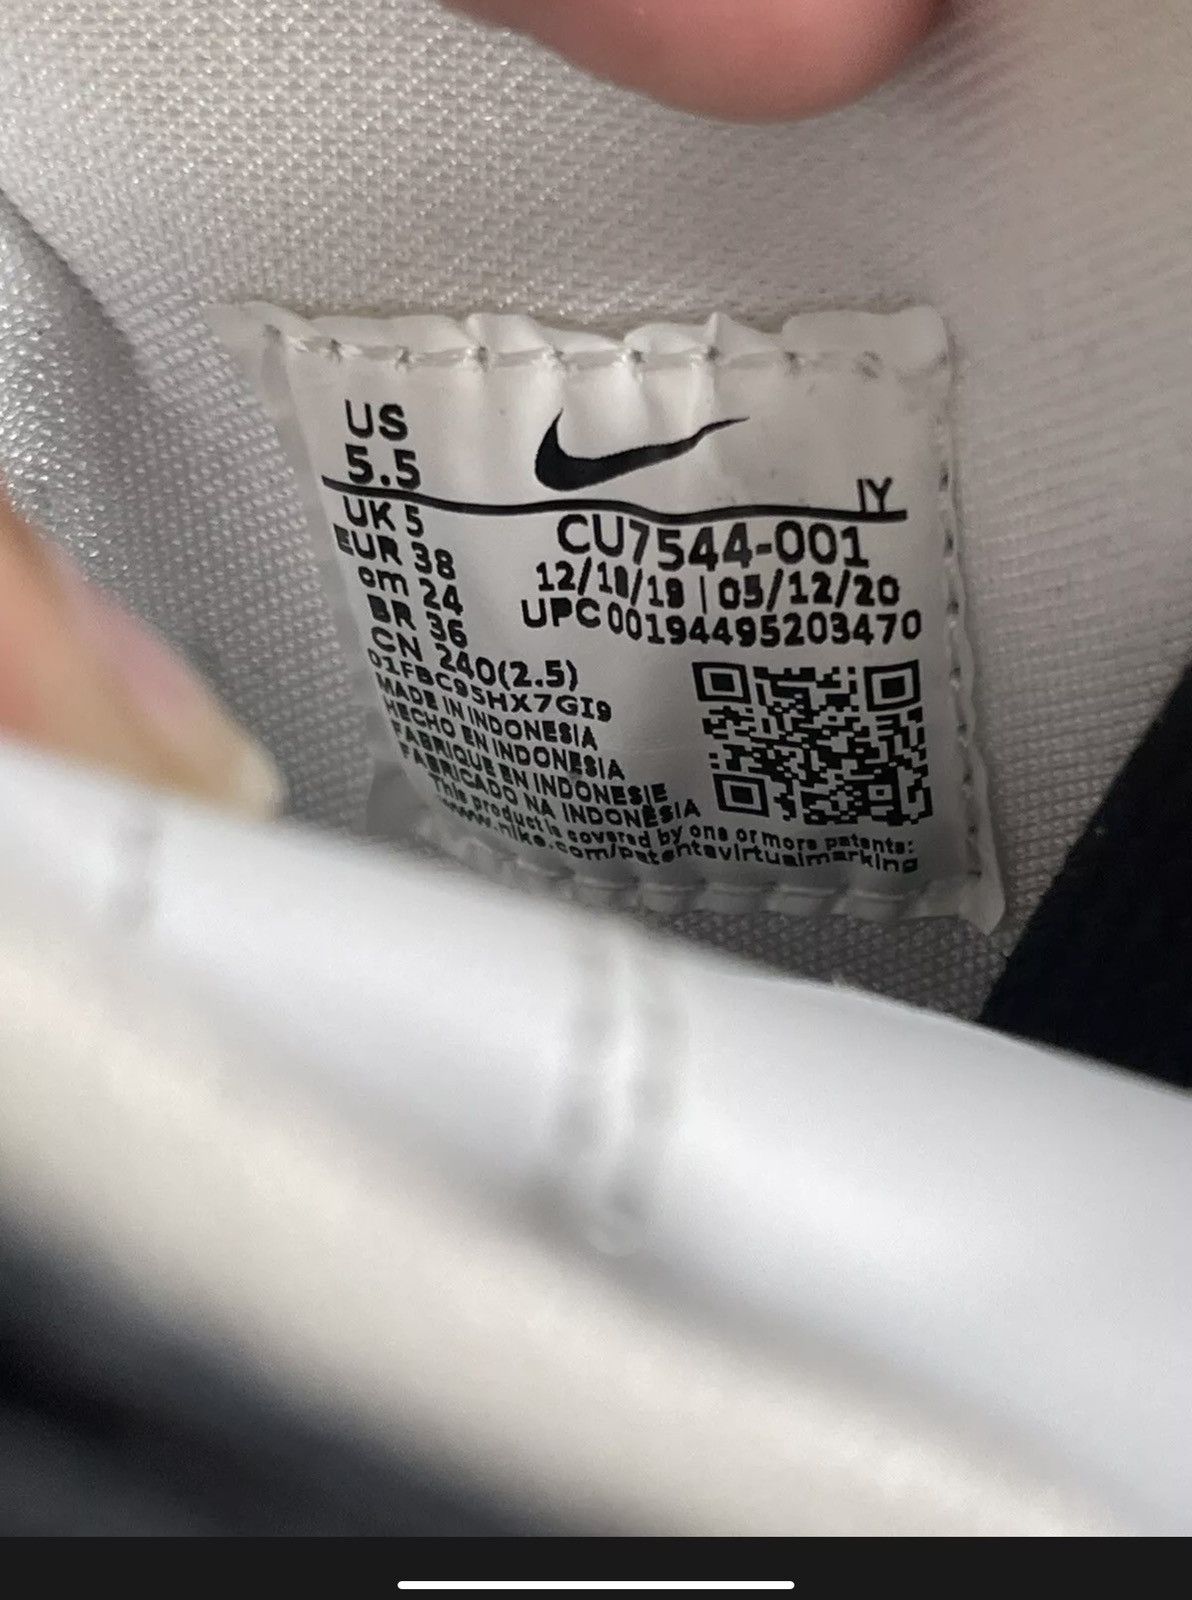 US
5.5
IY
UK 5
EUR 38
cm 24
BR 36
CN 240(2.5)
CU7544-001
12/18/19 | 05/12/20
UPC 00194495203470
01FBC9SHX7GI9
MADE IN INDONESIA
HECHO EN INDONESIA
FABRIQUE EN INDONESIE
FABRICADO NA INDONÉSIA
This product is covered by one or more patents:
www.nike.com/patentsvirtualmarking